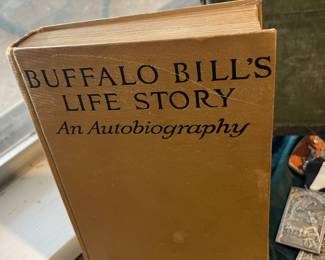 BUFFALO BILL'S
LIFE STORY
An Autobiography